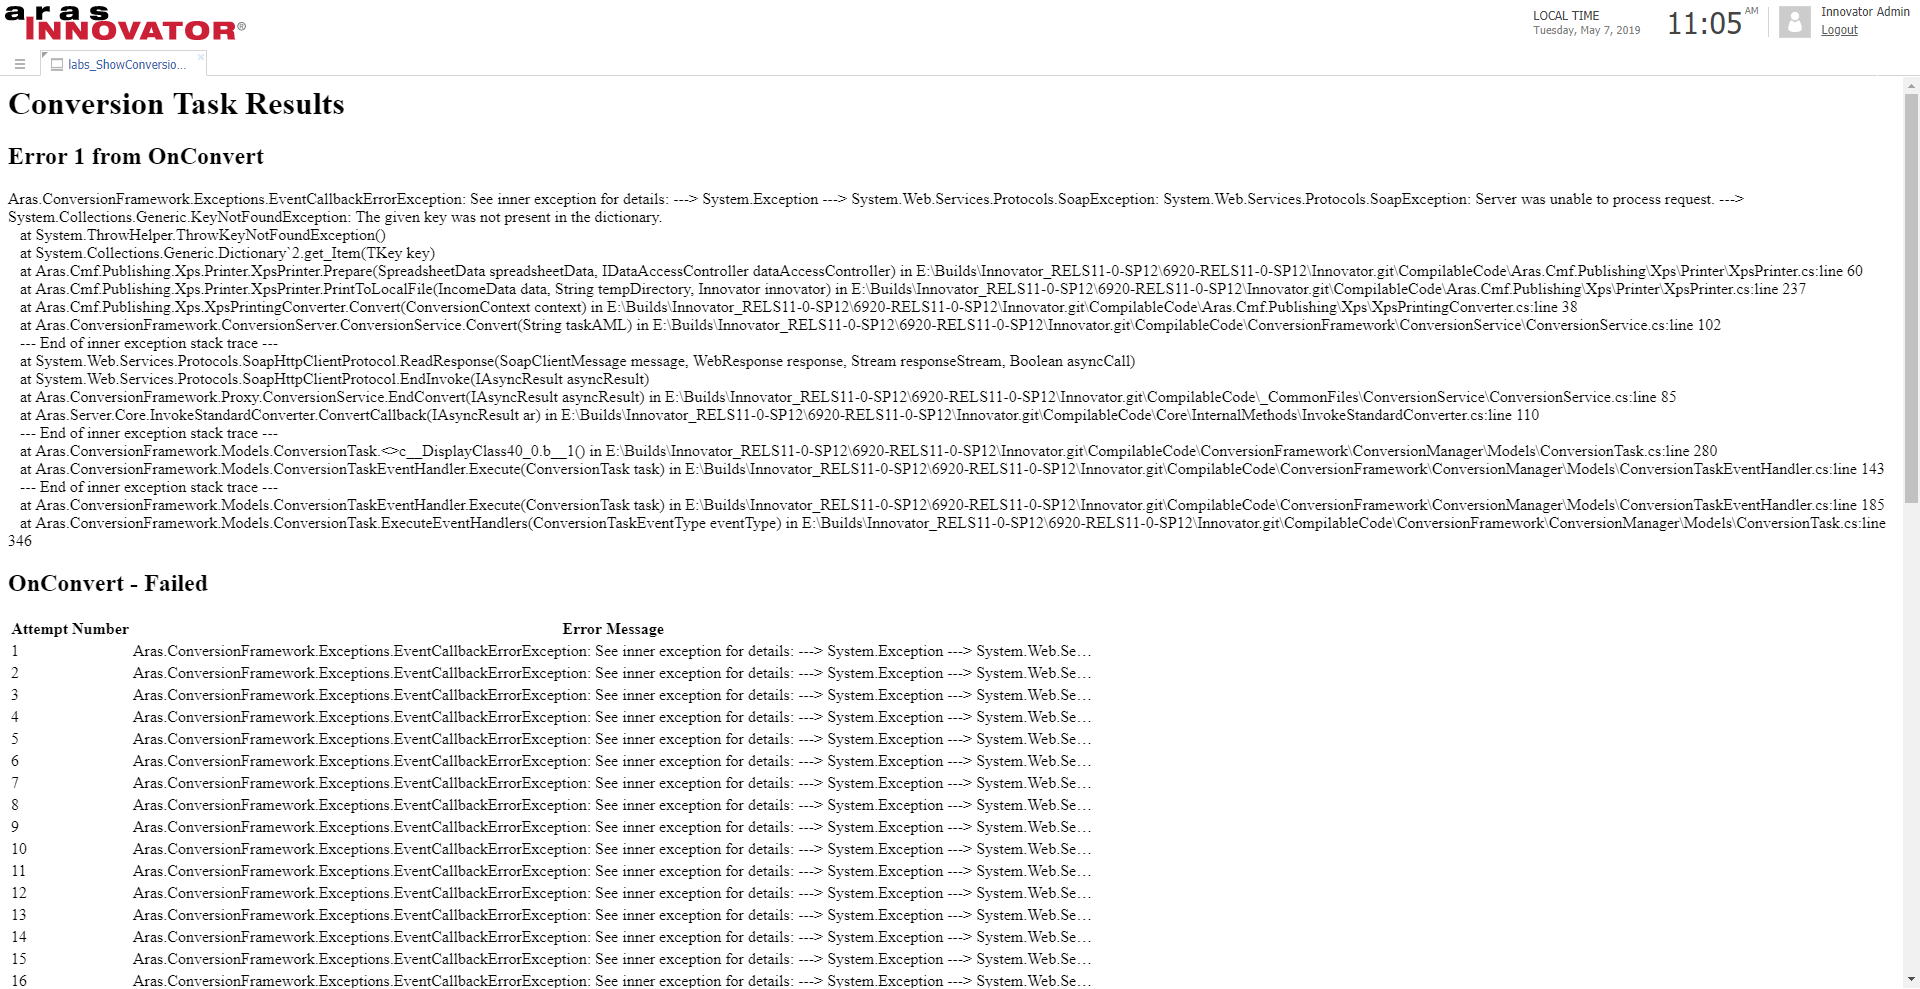 aras
INNOVATOR®
LOCAL TIME
Tuesday, May 7, 2019
11:05 AM
Innovator Admin
Logout
labs_ShowConversio...
Conversion Task Results
Error 1 from OnConvert
Aras.ConversionFramework.Exceptions.EventCallbackErrorException: See inner exception for details: ---> System.Exception ---> System.Web.Services.Protocols.SoapException: System.Web.Services.Protocols.SoapException: Server was unable to process request. --->
System.Collections.Generic.KeyNotFoundException: The given key was not present in the dictionary.
at System.ThrowHelper.ThrowKeyNotFoundException()
at System.Collections.Generic.Dictionary`2.get_Item(TKey key)
at Aras.Cmf.Publishing.Xps.Printer.XpsPrinter.Prepare(SpreadsheetData spreadsheetData, IDataAccessController dataAccessController) in E:\Builds\Innovator_RELS11-0-SP12\6920-RELS11-0-SP12\Innovator.git\CompilableCode\Aras.Cmf.Publishing\Xps\Printer\XpsPrinter.cs:line 60
at Aras.Cmf.Publishing.Xps.Printer.XpsPrinter.PrintToLocalFile(IncomeData data, String tempDirectory, Innovator innovator) in E:\Builds\Innovator_RELS11-0-SP12\6920-RELS11-0-SP12\Innovator.git\CompilableCode\Aras.Cmf.Publishing\Xps\Printer\XpsPrinter.cs:line 237
at Aras.Cmf.Publishing.Xps.XpsPrintingConverter.Convert(ConversionContext context) in E:\Builds\Innovator_RELS11-0-SP12\6920-RELS11-0-SP12\Innovator.git\CompilableCode\Aras.Cmf.Publishing\Xps\XpsPrintingConverter.cs:line 38
at Aras.ConversionFramework.ConversionServer.ConversionService.Convert(String taskAML) in E:\Builds\Innovator_RELS11-0-SP12\6920-RELS11-0-SP12\Innovator.git\CompilableCode\ConversionFramework\ConversionService\ConversionService.cs:line 102
--- End of inner exception stack trace ---
at System.Web.Services.Protocols.SoapHttpClientProtocol.ReadResponse(SoapClientMessage message, WebResponse response, Stream responseStream, Boolean asyncCall)
at System.Web.Services.Protocols.SoapHttpClientProtocol.EndInvoke(IAsyncResult asyncResult)
at Aras.ConversionFramework.Proxy.ConversionService.EndConvert(IAsyncResult asyncResult) in E:\Builds\Innovator_RELS11-0-SP12\6920-RELS11-0-SP12\Innovator.git\CompilableCode\_CommonFiles\ConversionService\ConversionService.cs:line 85
at Aras.Server.Core.InvokeStandardConverter.ConvertCallback(IAsyncResult ar) in E:\Builds\Innovator_RELS11-0-SP12\6920-RELS11-0-SP12\Innovator.git\CompilableCode\Core\InternalMethods\InvokeStandardConverter.cs:line 110
--- End of inner exception stack trace ---
at Aras.ConversionFramework.Models.ConversionTask.<>c__DisplayClass40_0.b__1() in E:\Builds\Innovator_RELS11-0-SP12\6920-RELS11-0-SP12\Innovator.git\CompilableCode\ConversionFramework\ConversionManager\Models\ConversionTask.cs:line 280
at Aras.ConversionFramework.Models.ConversionTaskEventHandler.Execute(ConversionTask task) in E:\Builds\Innovator_RELS11-0-SP12\6920-RELS11-0-SP12\Innovator.git\CompilableCode\ConversionFramework\ConversionManager\Models\ConversionTaskEventHandler.cs:line 143
--- End of inner exception stack trace ---
at Aras.ConversionFramework.Models.ConversionTaskEventHandler.Execute(ConversionTask task) in E:\Builds\Innovator_RELS11-0-SP12\6920-RELS11-0-SP12\Innovator.git\CompilableCode\ConversionFramework\ConversionManager\Models\ConversionTaskEventHandler.cs:line 185
at Aras.ConversionFramework.Models.ConversionTask.ExecuteEventHandlers(ConversionTaskEventType eventType) in E:\Builds\Innovator_RELS11-0-SP12\6920-RELS11-0-SP12\Innovator.git\CompilableCode\ConversionFramework\ConversionManager\Models\ConversionTask.cs:line
346
OnConvert - Failed
Attempt Number Error Message
1 Aras.ConversionFramework.Exceptions.EventCallbackErrorException: See inner exception for details: ---> System.Exception ---> System.Web.Se…
2 Aras.ConversionFramework.Exceptions.EventCallbackErrorException: See inner exception for details: ---> System.Exception ---> System.Web.Se…
3 Aras.ConversionFramework.Exceptions.EventCallbackErrorException: See inner exception for details: ---> System.Exception ---> System.Web.Se…
4 Aras.ConversionFramework.Exceptions.EventCallbackErrorException: See inner exception for details: ---> System.Exception ---> System.Web.Se…
5 Aras.ConversionFramework.Exceptions.EventCallbackErrorException: See inner exception for details: ---> System.Exception ---> System.Web.Se…
6 Aras.ConversionFramework.Exceptions.EventCallbackErrorException: See inner exception for details: ---> System.Exception ---> System.Web.Se…
7 Aras.ConversionFramework.Exceptions.EventCallbackErrorException: See inner exception for details: ---> System.Exception ---> System.Web.Se…
8 Aras.ConversionFramework.Exceptions.EventCallbackErrorException: See inner exception for details: ---> System.Exception ---> System.Web.Se…
9 Aras.ConversionFramework.Exceptions.EventCallbackErrorException: See inner exception for details: ---> System.Exception ---> System.Web.Se…
10 Aras.ConversionFramework.Exceptions.EventCallbackErrorException: See inner exception for details: ---> System.Exception ---> System.Web.Se…
11 Aras.ConversionFramework.Exceptions.EventCallbackErrorException: See inner exception for details: ---> System.Exception ---> System.Web.Se…
12 Aras.ConversionFramework.Exceptions.EventCallbackErrorException: See inner exception for details: ---> System.Exception ---> System.Web.Se…
13 Aras.ConversionFramework.Exceptions.EventCallbackErrorException: See inner exception for details: ---> System.Exception ---> System.Web.Se…
14 Aras.ConversionFramework.Exceptions.EventCallbackErrorException: See inner exception for details: ---> System.Exception ---> System.Web.Se…
15 Aras.ConversionFramework.Exceptions.EventCallbackErrorException: See inner exception for details: ---> System.Exception ---> System.Web.Se…
16 Aras.ConversionFramework.Exceptions.EventCallbackErrorException: See inner exception for details: ---> System.Exception ---> System.Web.Se…